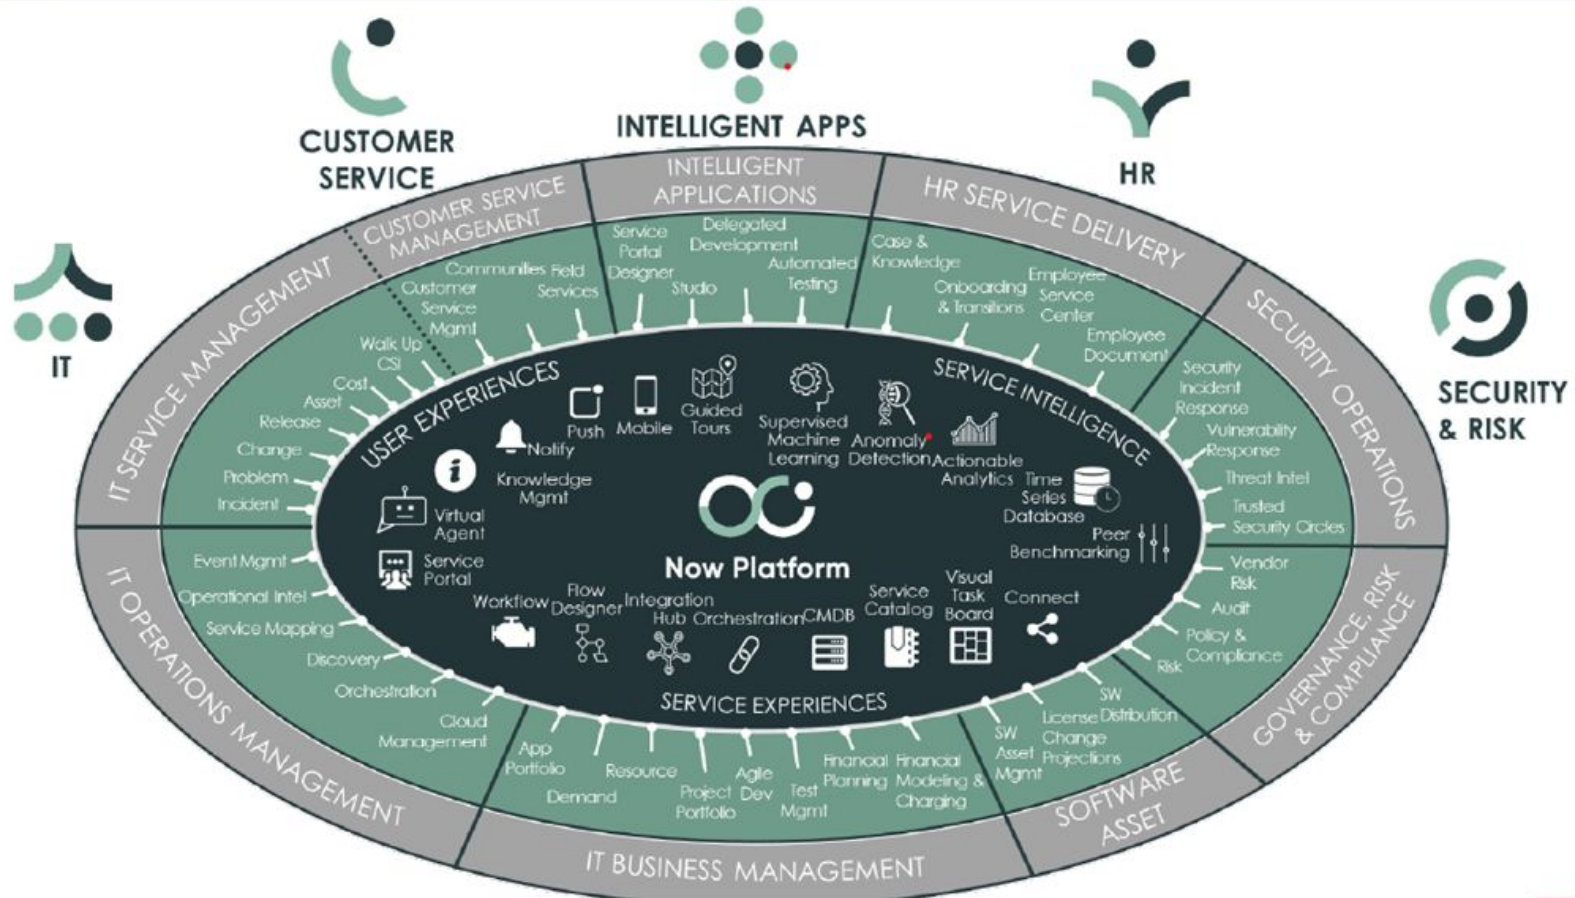 CUSTOMER
SERVICE
INTELLIGENT APPS
HR
IT
SECURITY
& RISK
IT SERVICE MANAGEMENT
CUSTOMER SERVICE
MANAGEMENT
INTELLIGENT
APPLICATIONS
HR SERVICE DELIVERY
SECURITY OPERATIONS
GOVERNANCE, RISK
& COMPLIANCE
SOFTWARE
ASSET
IT BUSINESS MANAGEMENT
IT OPERATIONS MANAGEMENT
Walk Up
CSI
Cost
Asset
Release
Change
Problem
Incident
Communities
Customer
Service
Mgmt
Field
Services
Service
Portal
Designer
Studio
Delegated
Development
Automated
Testing
Case &
Knowledge
Onboarding
& Transitions
Employee
Service
Center
Employee
Document
Security
Incident
Response
Vulnerability
Response
Threat Intel
Trusted
Security Circles
Vendor
Risk
Audit
Policy &
Compliance
Risk
SW
Distribution
License
Change
Projections
SW
Asset
Mgmt
Financial
Modeling &
Charging
Financial
Planning
Test
Mgmt
Agile
Dev
Project
Portfolio
Resource
Demand
App
Portfolio
Cloud
Management
Orchestration
Discovery
Service Mapping
Operational Intel
Event Mgmt
USER EXPERIENCES
Push
Mobile
Guided
Tours
Notify
Knowledge
Mgmt
Virtual
Agent
Service
Portal
SERVICE INTELLIGENCE
Supervised
Machine
Learning
Anomaly
Detection
Actionable
Analytics
Time
Series
Database
Peer
Benchmarking
Now Platform
Workflow
Flow
Designer
Integration
Hub
Orchestration
CMDB
Service
Catalog
Visual
Task
Board
Connect
SERVICE EXPERIENCES